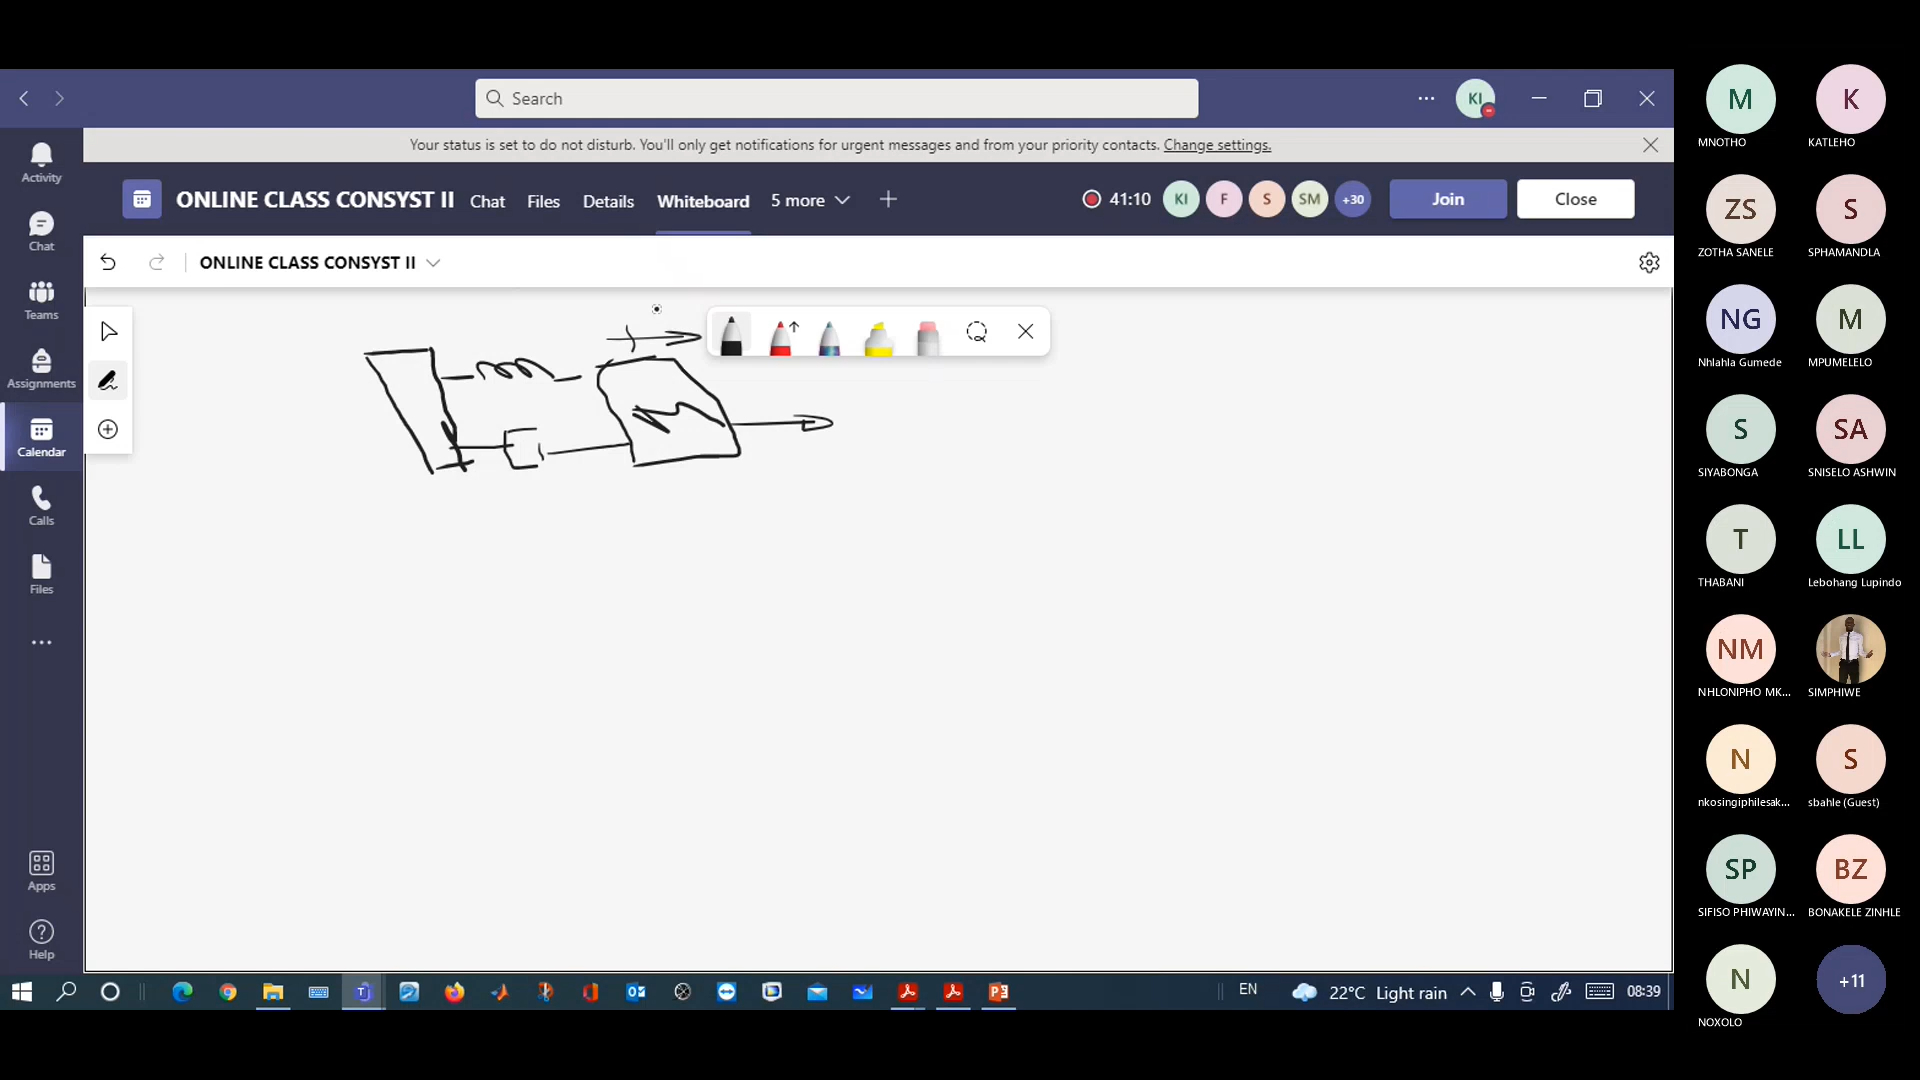 Search
KI
Your status is set to do not disturb. You'll only get notifications for urgent messages and from your priority contacts. Change settings.
ONLINE CLASS CONSYST II
Chat
Files
Details
Whiteboard
5 more
41:10
KI
F
S
SM
+30
Join
Close
ONLINE CLASS CONSYST II
Activity
Chat
Teams
Assignments
Calendar
Calls
Files
Apps
Help
M
M
MNOTHO
K
KATLEHO
ZS
ZOTHA SANELE
S
SPHAMANDLA
NG
Nhlahla Gumede
M
MPUMELELO
S
SIYABONGA
SA
SNISELO ASHWIN
T
THABANI
LL
Lebohang Lupindo
NM
NHLONIPHO MK...
SIMPHIWE
N
nkosingiphilesak...
S
sbahle (Guest)
SP
SIFISO PHIWAYIN...
BZ
BONAKELE ZINHLE
N
NOXOLO
+11
EN
22°C Light rain
08:39